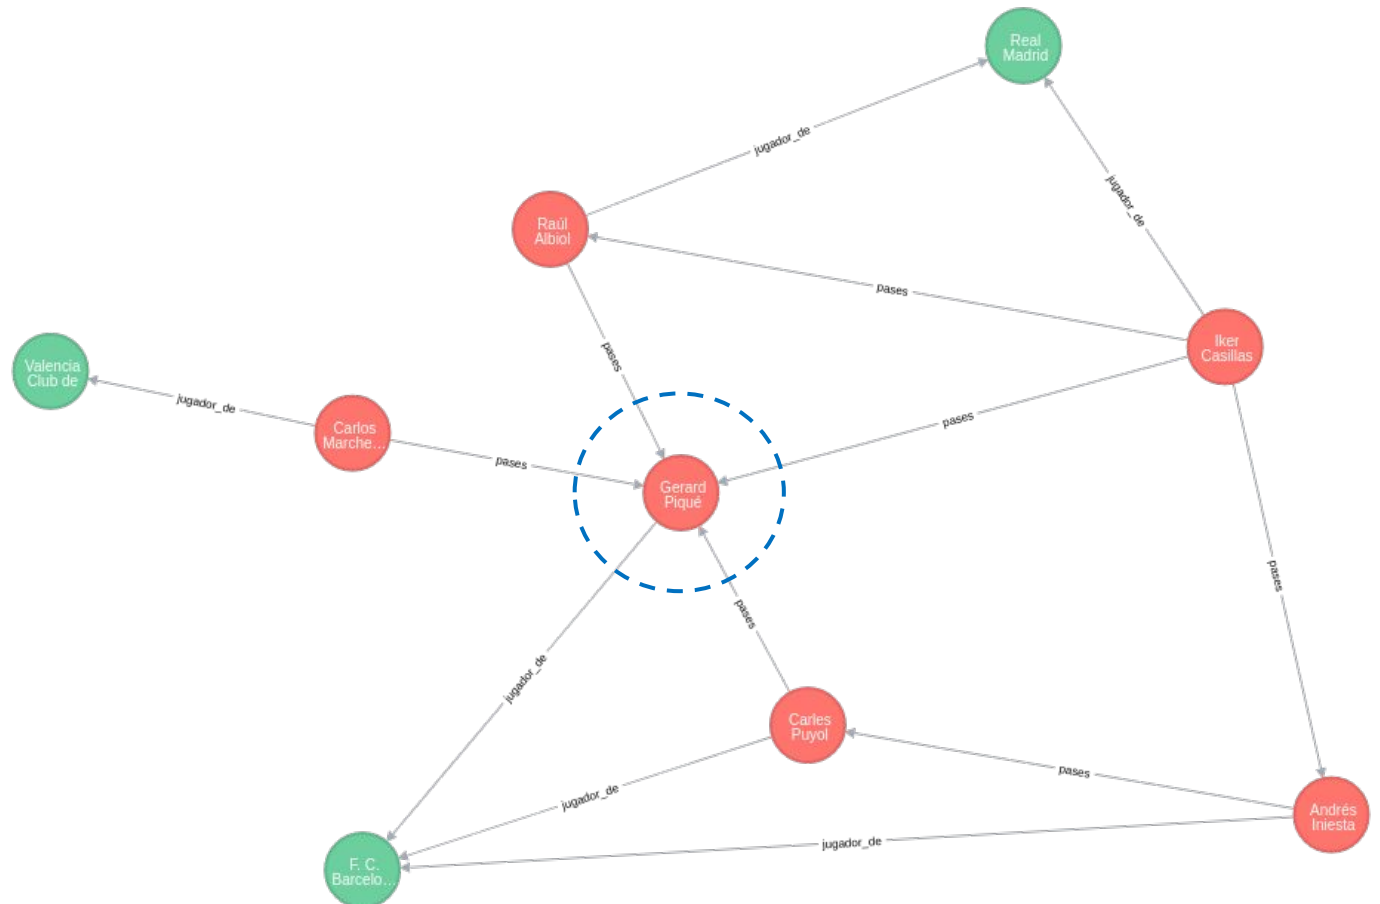 Real
Madrid
jugador_de
jugador_de
Raúl
Albiol
pases
Iker
Casillas
pases
Valencia
Club de
jugador_de
Carlos
Marche...
pases
pases
Gerard
Piqué
pases
pases
jugador_de
Carles
Puyol
pases
jugador_de
Andrés
Iniesta
jugador_de
F. C.
Barcelo...